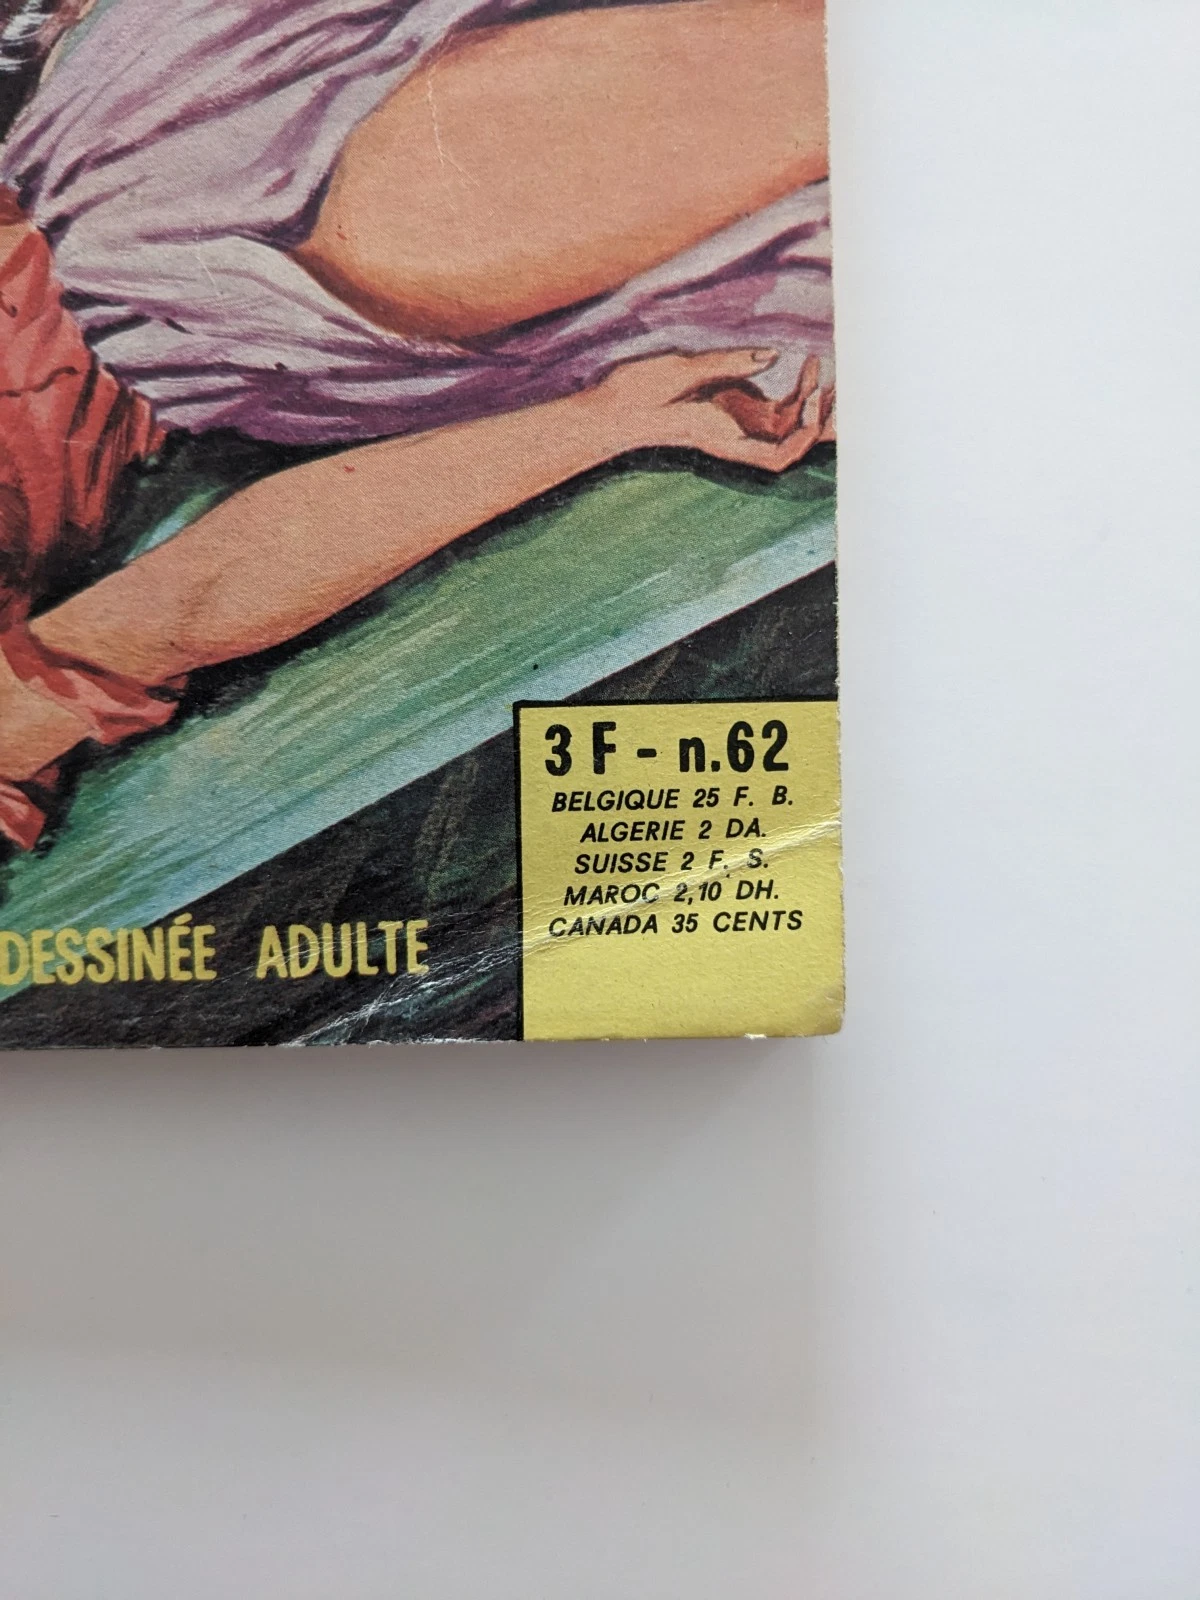 3 F - n.62
BELGIQUE 25 F. B.
ALGERIE 2 DA.
SUISSE 2 F. S.
MAROC 2,10 DH.
CANADA 35 CENTS
DESSINÉE ADULTE